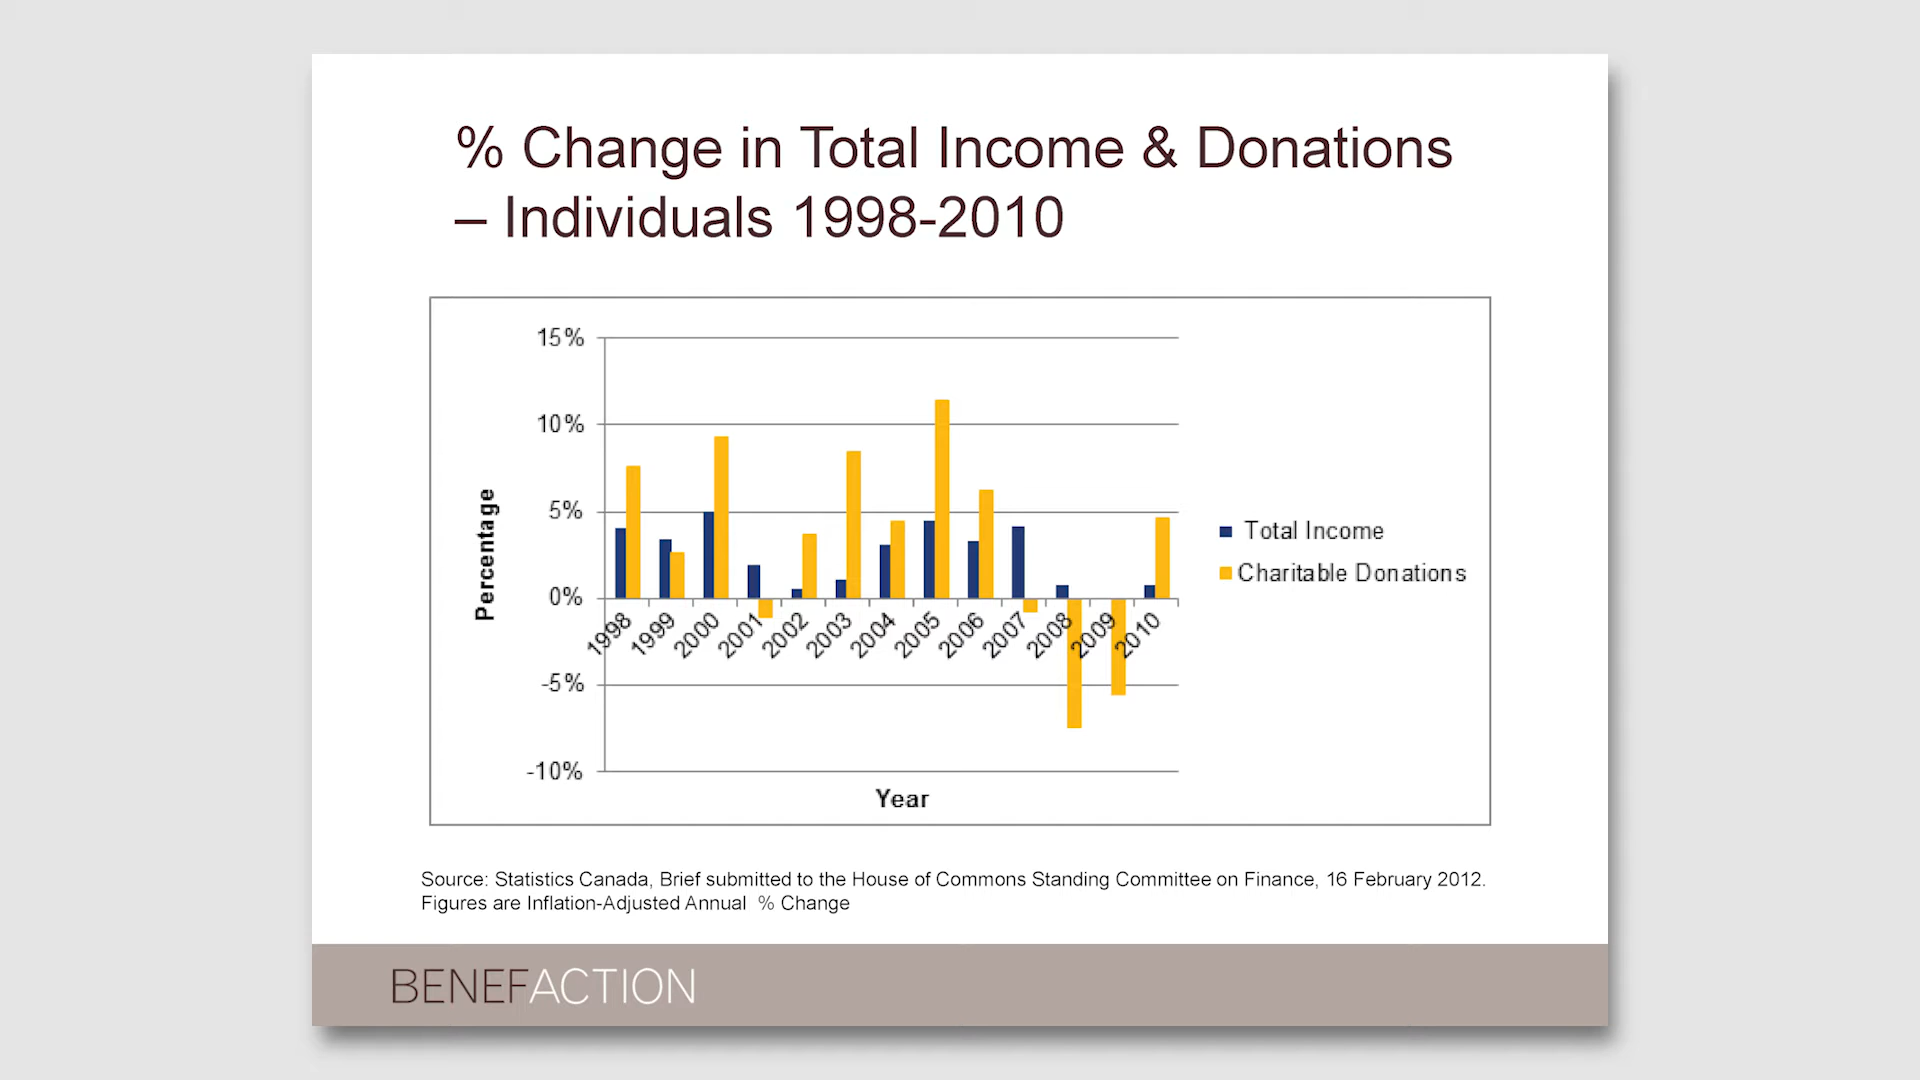 % Change in Total Income & Donations
– Individuals 1998-2010
15%
10%
5%
0%
-5%
-10%
Percentage
1998
1999
2000
2001
2002
2003
2004
2005
2006
2007
2008
2009
2010
Year
Total Income
Charitable Donations
Source: Statistics Canada, Brief submitted to the House of Commons Standing Committee on Finance, 16 February 2012.
Figures are Inflation-Adjusted Annual % Change
BENEFACTION